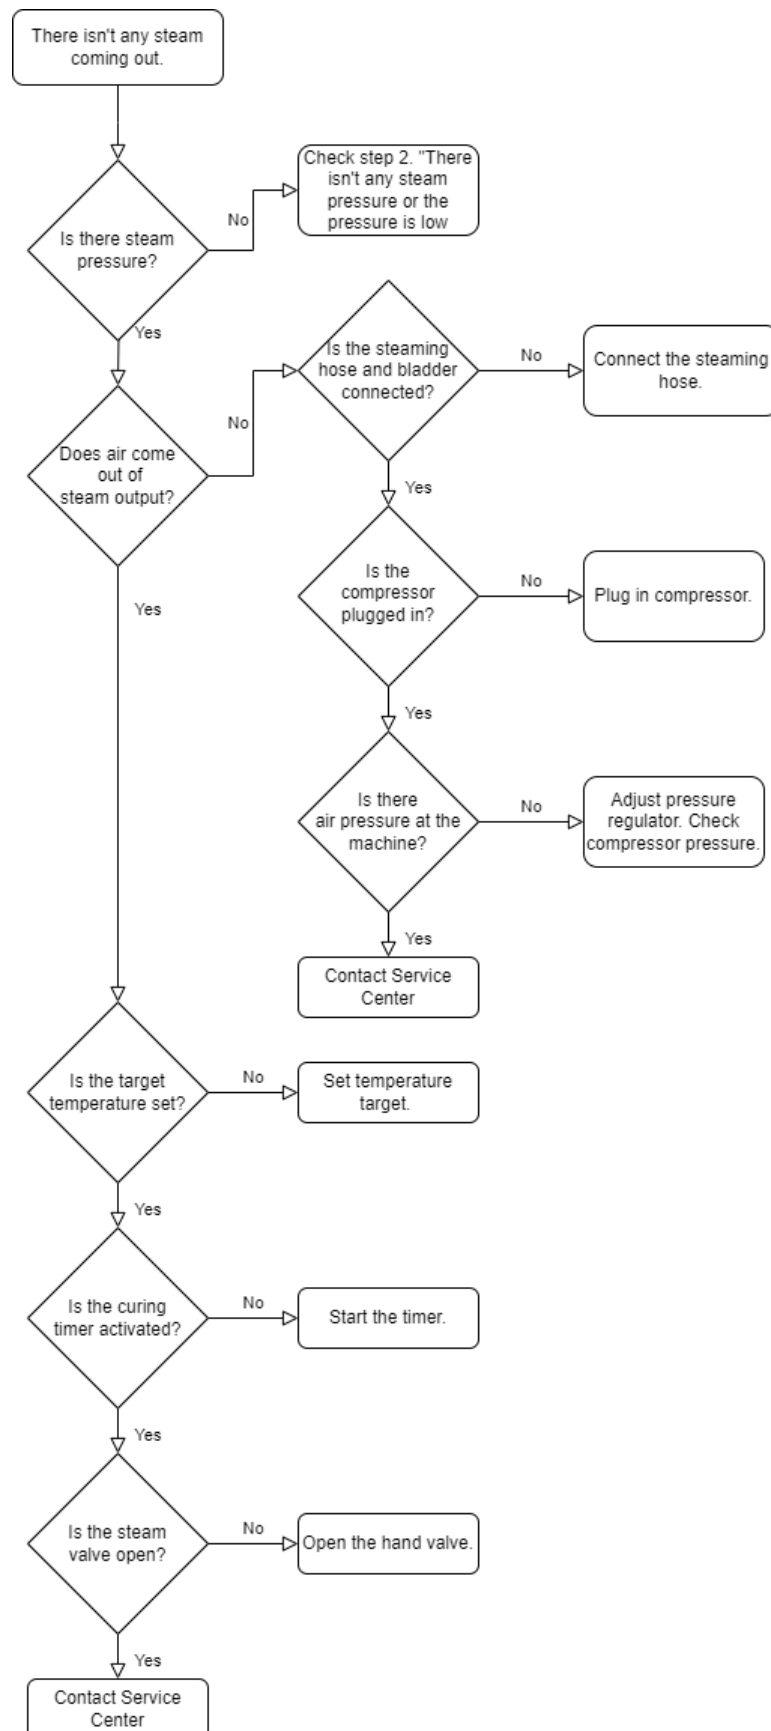 There isn't any steam
coming out.
Check step 2. "There
isn't any steam
pressure or the
pressure is low
No
Is there steam
pressure?
Yes
Is the steaming
hose and bladder
connected?
No
Connect the steaming
hose.
No
Does air come
out of
steam output?
Yes
Is the
compressor
plugged in?
No
Plug in compressor.
Yes
Yes
Is there
air pressure at the
machine?
No
Adjust pressure
regulator. Check
compressor pressure.
Yes
Contact Service
Center
Is the target
temperature set?
No
Set temperature
target.
Yes
Is the curing
timer activated?
No
Start the timer.
Yes
Is the steam
valve open?
No
Open the hand valve.
Yes
Contact Service
Center